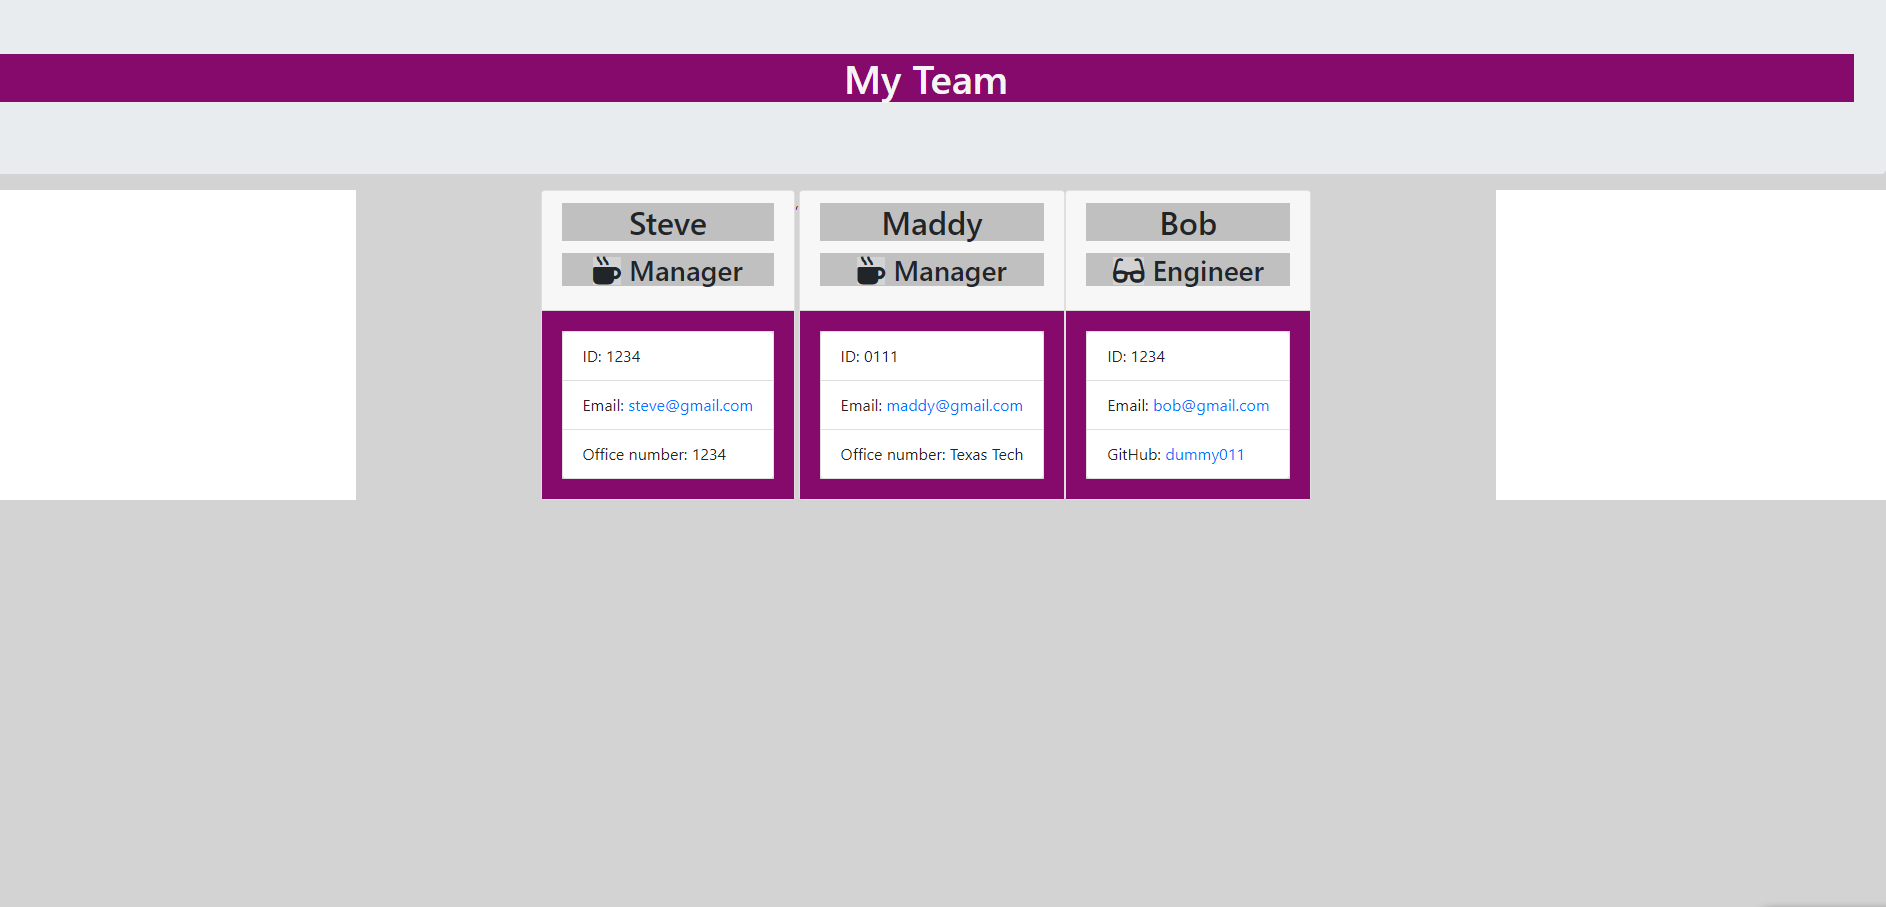 My Team
Steve
Manager
ID: 1234
Email: steve@gmail.com
Office number: 1234
,
Maddy
Manager
ID: 0111
Email: maddy@gmail.com
Office number: Texas Tech
Bob
Engineer
ID: 1234
Email: bob@gmail.com
GitHub: dummy011